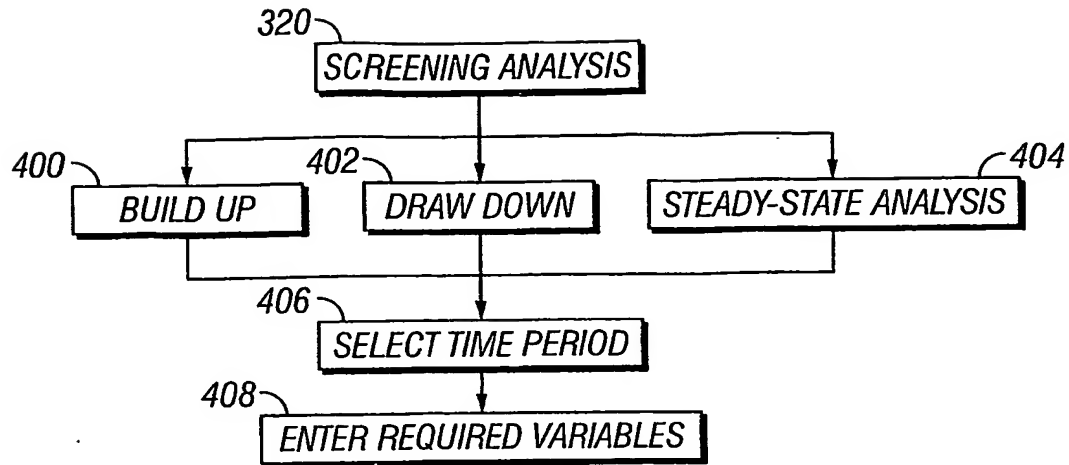 320
SCREENING ANALYSIS
400
BUILD UP
402
DRAW DOWN
404
STEADY-STATE ANALYSIS
406
SELECT TIME PERIOD
408
ENTER REQUIRED VARIABLES